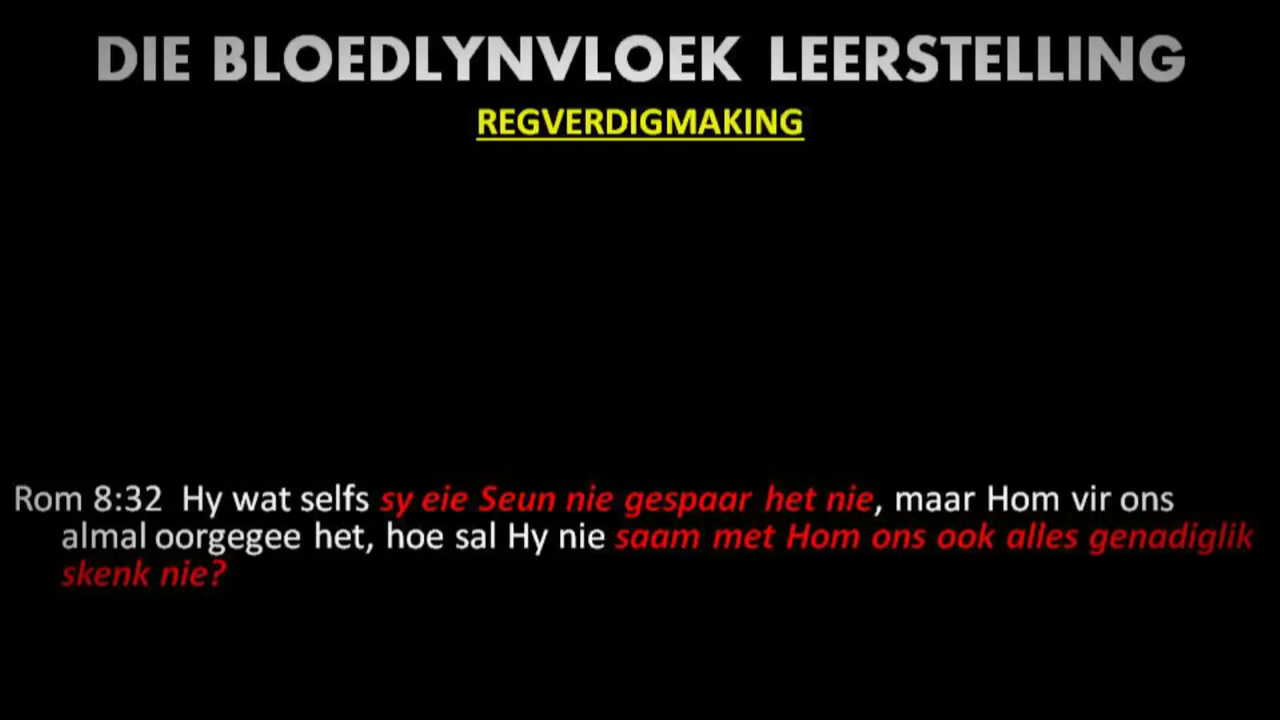 DIE BLOEDLYNVLOEK LEERSTELLING
REGVERDIGMAKING
Rom 8:32 Hy wat selfs sy eie Seun nie gespaar het nie, maar Hom vir ons
almal oorgegee het, hoe sal Hy nie saam met Hom ons ook alles genadiglik
skenk nie?